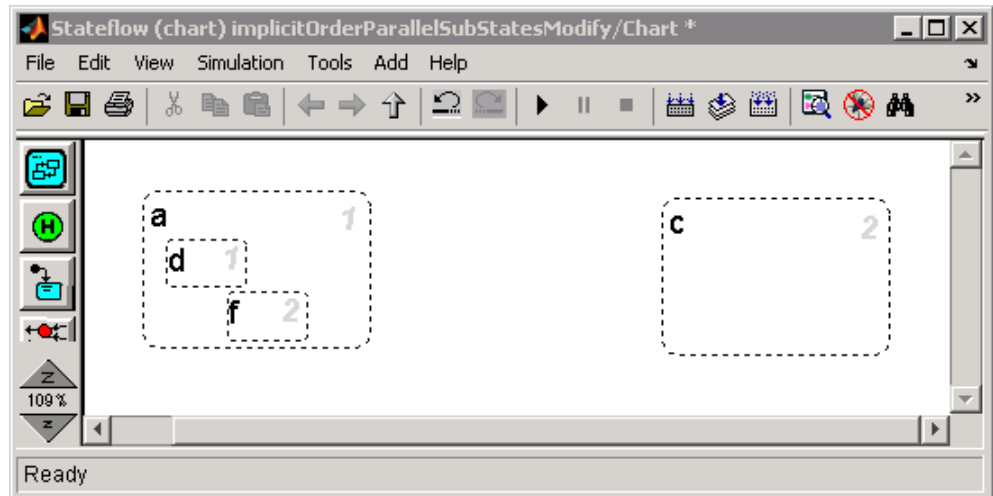 Stateflow (chart) implicitOrderParallelSubStatesModify/Chart *
File Edit View Simulation Tools Add Help
»
H
a 1
c 2
d 1
f 2
Z
109%
Z
Ready